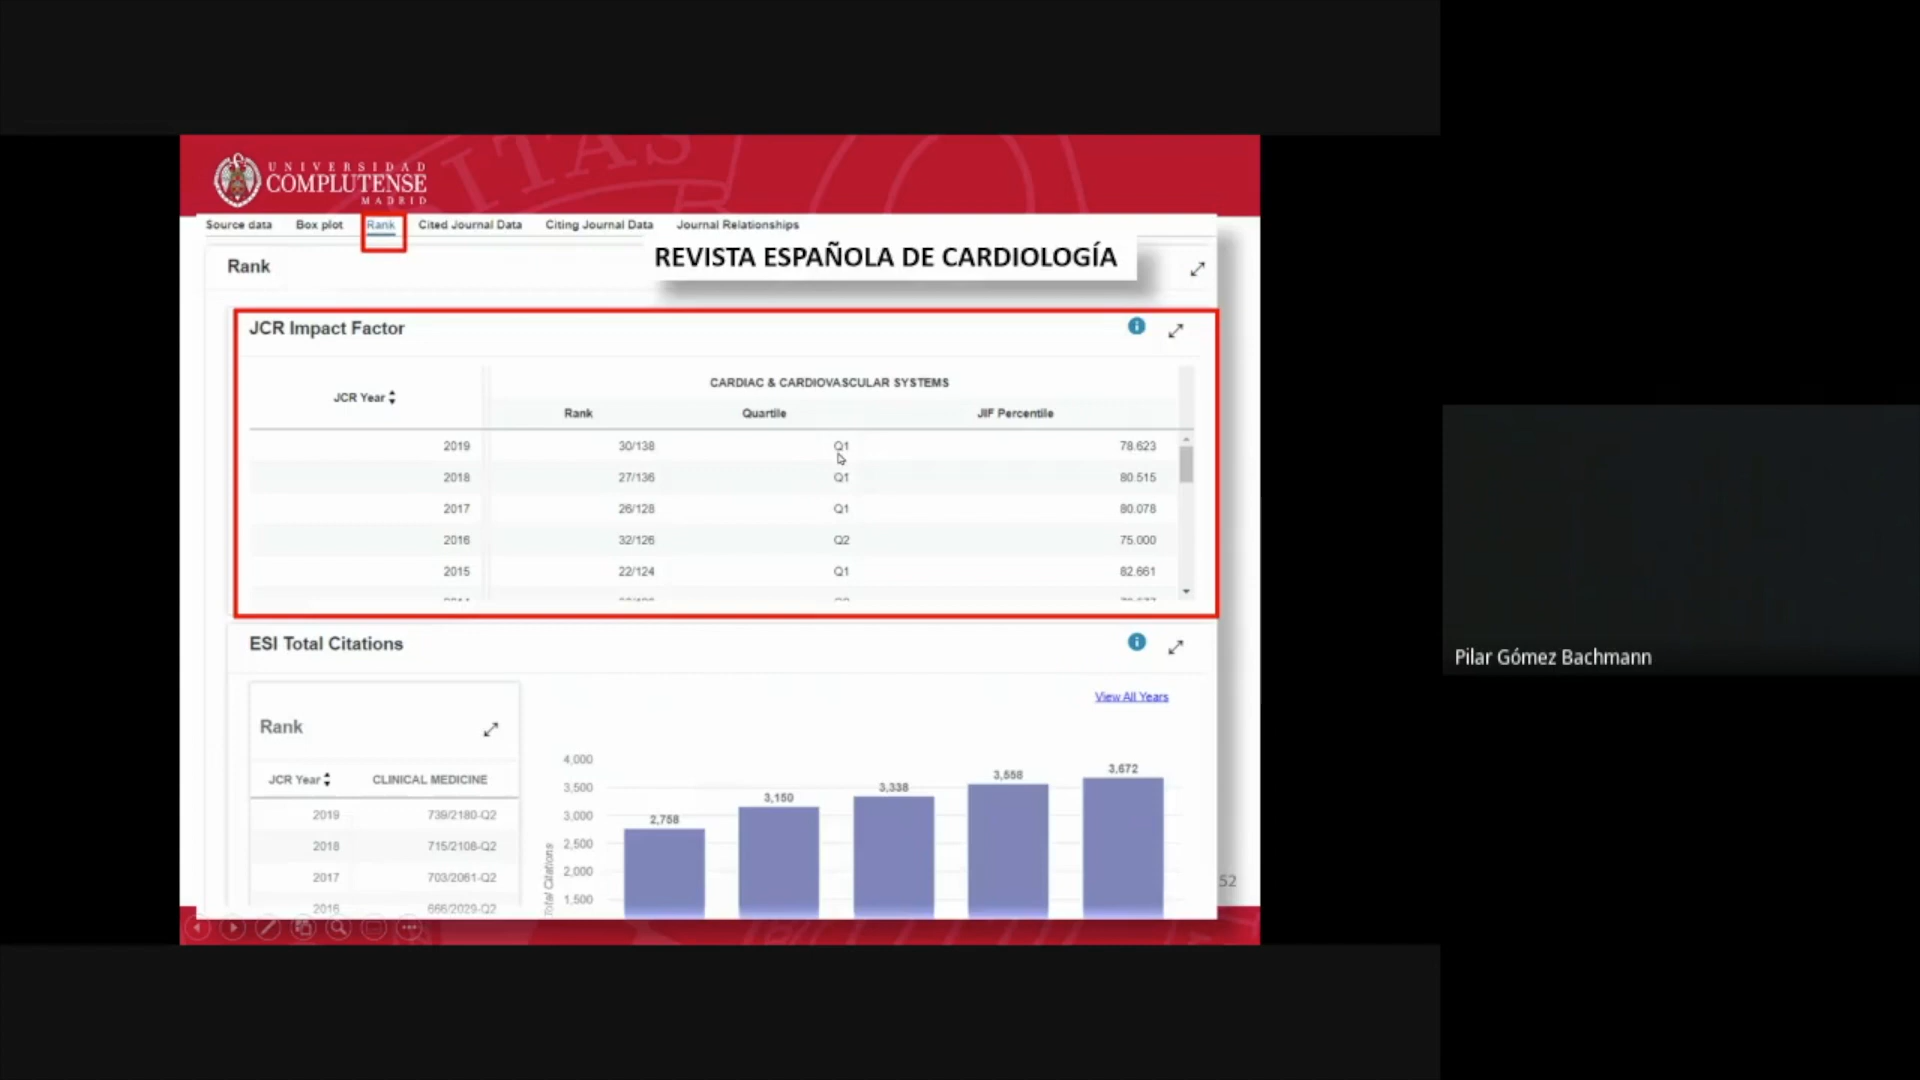 UNIVERSIDAD
COMPLUTENSE
MADRID
Source data Box plot Rank Cited Journal Data Citing Journal Data Journal Relationships
REVISTA ESPAÑOLA DE CARDIOLOGÍA
Rank
JCR Impact Factor
CARDIAC & CARDIOVASCULAR SYSTEMS
JCR Year
Rank Quartile JIF Percentile
2019 30/138 Q1 78.623
2018 27/136 Q1 80.515
2017 26/128 Q1 80.078
2016 32/126 Q2 75.000
2015 22/124 Q1 82.661
ESI Total Citations
View All Years
Rank
JCR Year CLINICAL MEDICINE
2019 739/2180-Q2
2018 715/2108-Q2
2017 703/2061-Q2
2016 666/2029-Q2
4,000
3,500
3,000
2,500
2,000
1,500
Total Citations
2,758
3,150
3,338
3,558
3,672
52
Pilar Gómez Bachmann